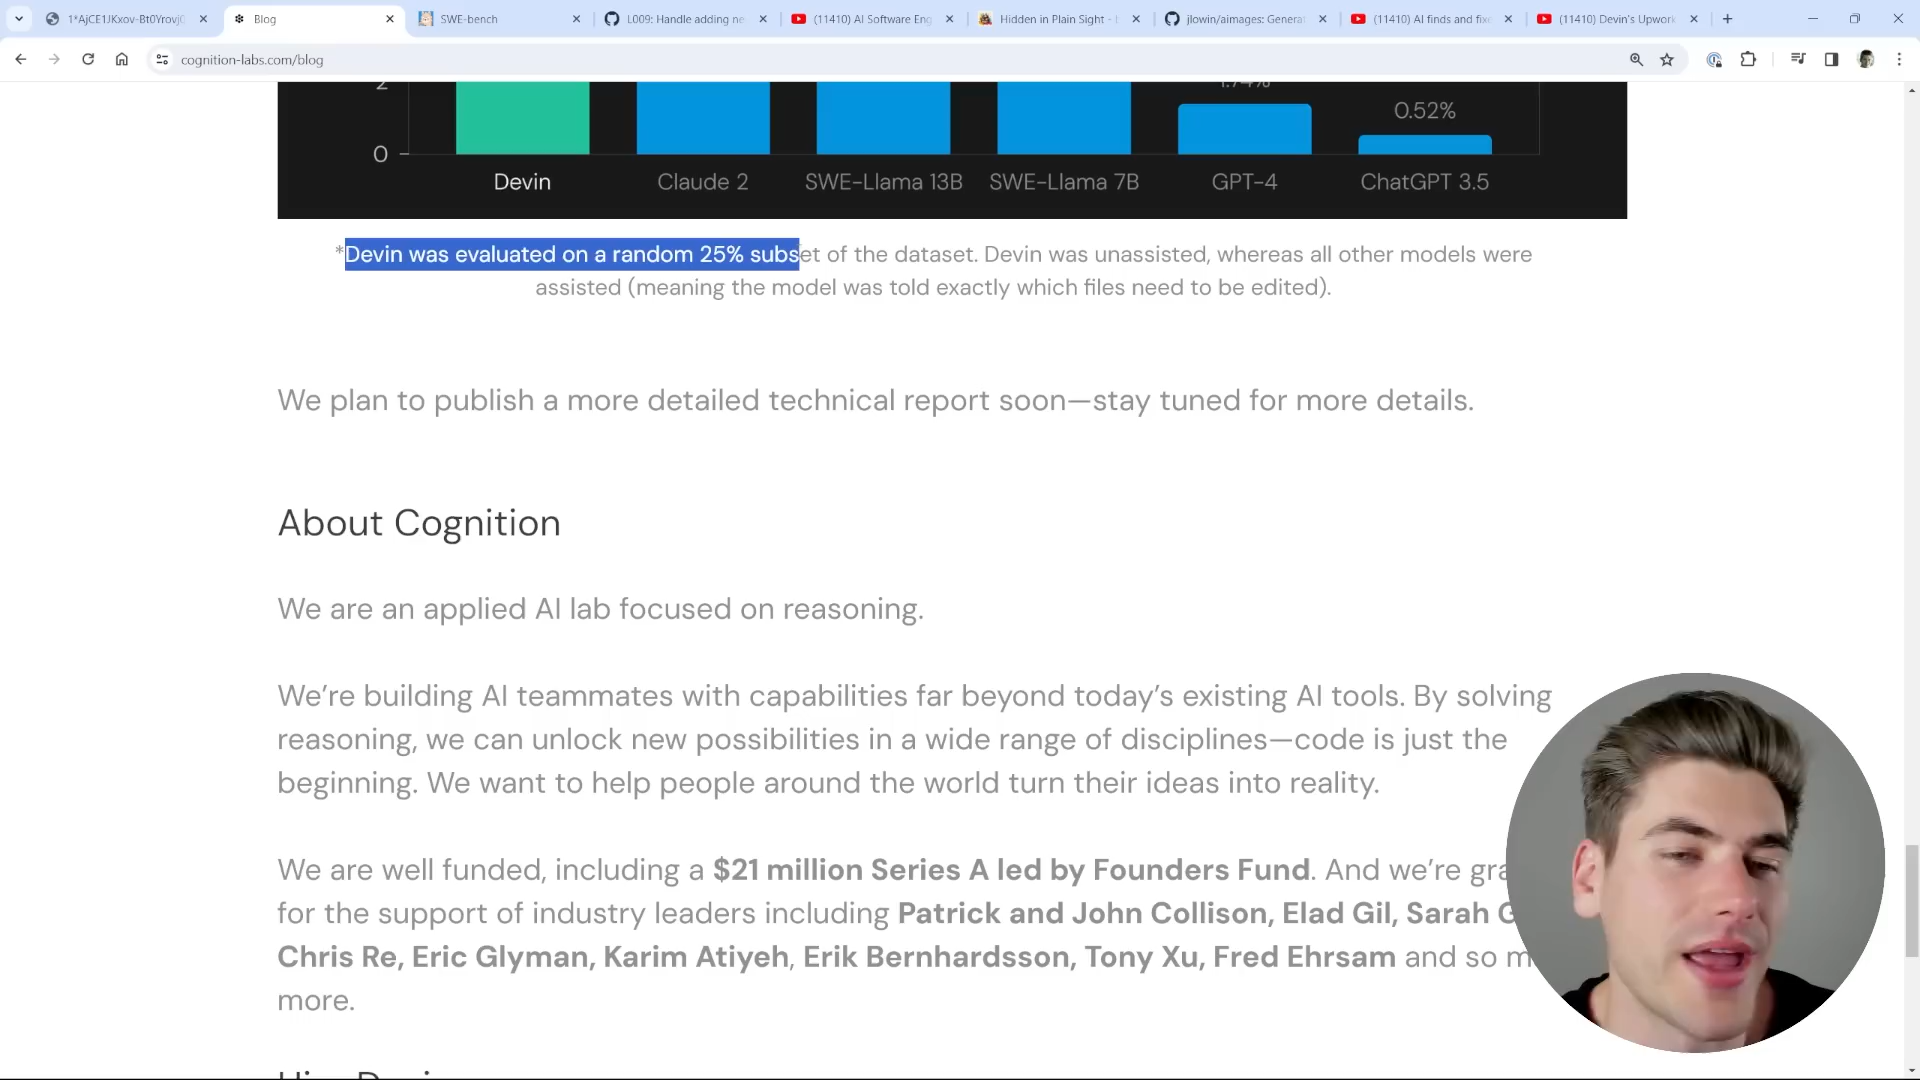 1*AjCE1JKxov-Bt0Yrovj
Blog
SWE-bench
L009: Handle adding ne
(11410) AI Software Eng
Hidden in Plain Sight -
jlowin/aimages: Genera
(11410) AI finds and fixe
(11410) Devin's Upwork
cognition-labs.com/blog
2
1.74%
0.52%
0
Devin
Claude 2
SWE-Llama 13B
SWE-Llama 7B
GPT-4
ChatGPT 3.5
*Devin was evaluated on a random 25% subset of the dataset. Devin was unassisted, whereas all other models were
assisted (meaning the model was told exactly which files need to be edited).
We plan to publish a more detailed technical report soon—stay tuned for more details.
About Cognition
We are an applied AI lab focused on reasoning.
We're building AI teammates with capabilities far beyond today's existing AI tools. By solving
reasoning, we can unlock new possibilities in a wide range of disciplines—code is just the
beginning. We want to help people around the world turn their ideas into reality.
We are well funded, including a $21 million Series A led by Founders Fund. And we're gra
for the support of industry leaders including Patrick and John Collison, Elad Gil, Sarah G
Chris Re, Eric Glyman, Karim Atiyeh, Erik Bernhardsson, Tony Xu, Fred Ehrsam and so m
more.